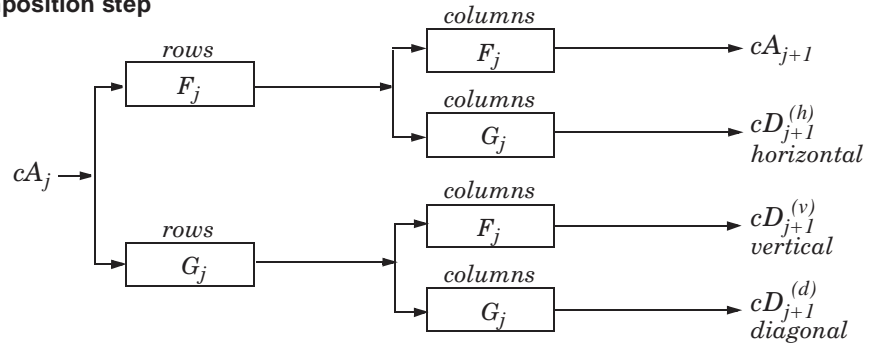 position step
columns
rows
F_j
cA_{j+1}
F_j
columns
G_j
cD_{j+1}^{(h)}
horizontal
cA_j
columns
rows
F_j
cD_{j+1}^{(v)}
vertical
G_j
columns
G_j
cD_{j+1}^{(d)}
diagonal